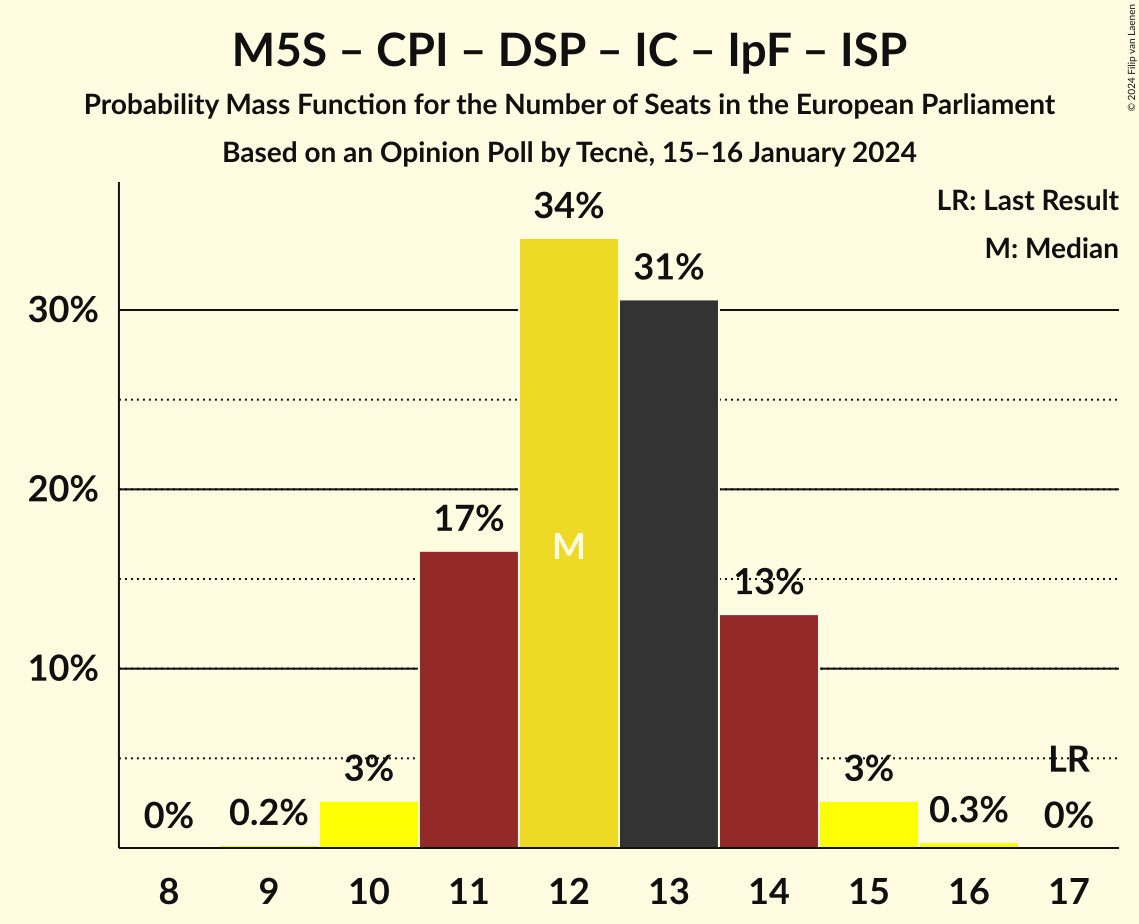 M5S – CPI – DSP – IC – IpF – ISP
Probability Mass Function for the Number of Seats in the European Parliament
Based on an Opinion Poll by Tecnè, 15–16 January 2024
© 2024 Filip van Laenen
LR: Last Result
M: Median
34%
31%
30%
20%
17%
M
13%
10%
3%
3%
LR
0%
0.2%
0.3%
0%
8 9 10 11 12 13 14 15 16 17